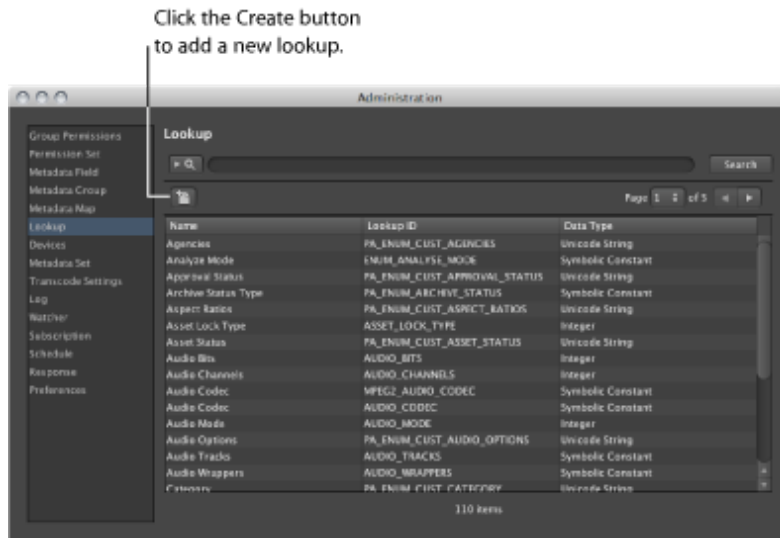 Click the Create button
to add a new lookup.
Administration
Group Permissions
Permission Set
Metadata Field
Metadata Group
Metadata Map
Lookup
Devices
Metadata Set
Transcode Settings
Log
Watcher
Subscription
Schedule
Response
Preferences
Lookup
Search
Page 1 of 5
Name Lookup ID Data Type
Agencies PA_ENUM_CUST_AGENCIES Unicode String
Analyze Mode ENUM_ANALYSE_MODE Symbolic Constant
Approval Status PA_ENUM_CUST_APPROVAL_STATUS Unicode String
Archive Status Type PA_ENUM_ARCHIVE_STATUS Symbolic Constant
Aspect Ratios PA_ENUM_CUST_ASPECT_RATIOS Unicode String
Asset Lock Type ASSET_LOCK_TYPE Integer
Asset Status PA_ENUM_CUST_ASSET_STATUS Unicode String
Audio Bits AUDIO_BITS Integer
Audio Channels AUDIO_CHANNELS Integer
Audio Codec MPEG2_AUDIO_CODEC Symbolic Constant
Audio Codec AUDIO_CODEC Symbolic Constant
Audio Mode AUDIO_MODE Integer
Audio Options PA_ENUM_CUST_AUDIO_OPTIONS Unicode String
Audio Tracks AUDIO_TRACKS Symbolic Constant
Audio Wrappers AUDIO_WRAPPERS Symbolic Constant
Category PA_ENUM_CUST_CATEGORY Unicode String
110 items